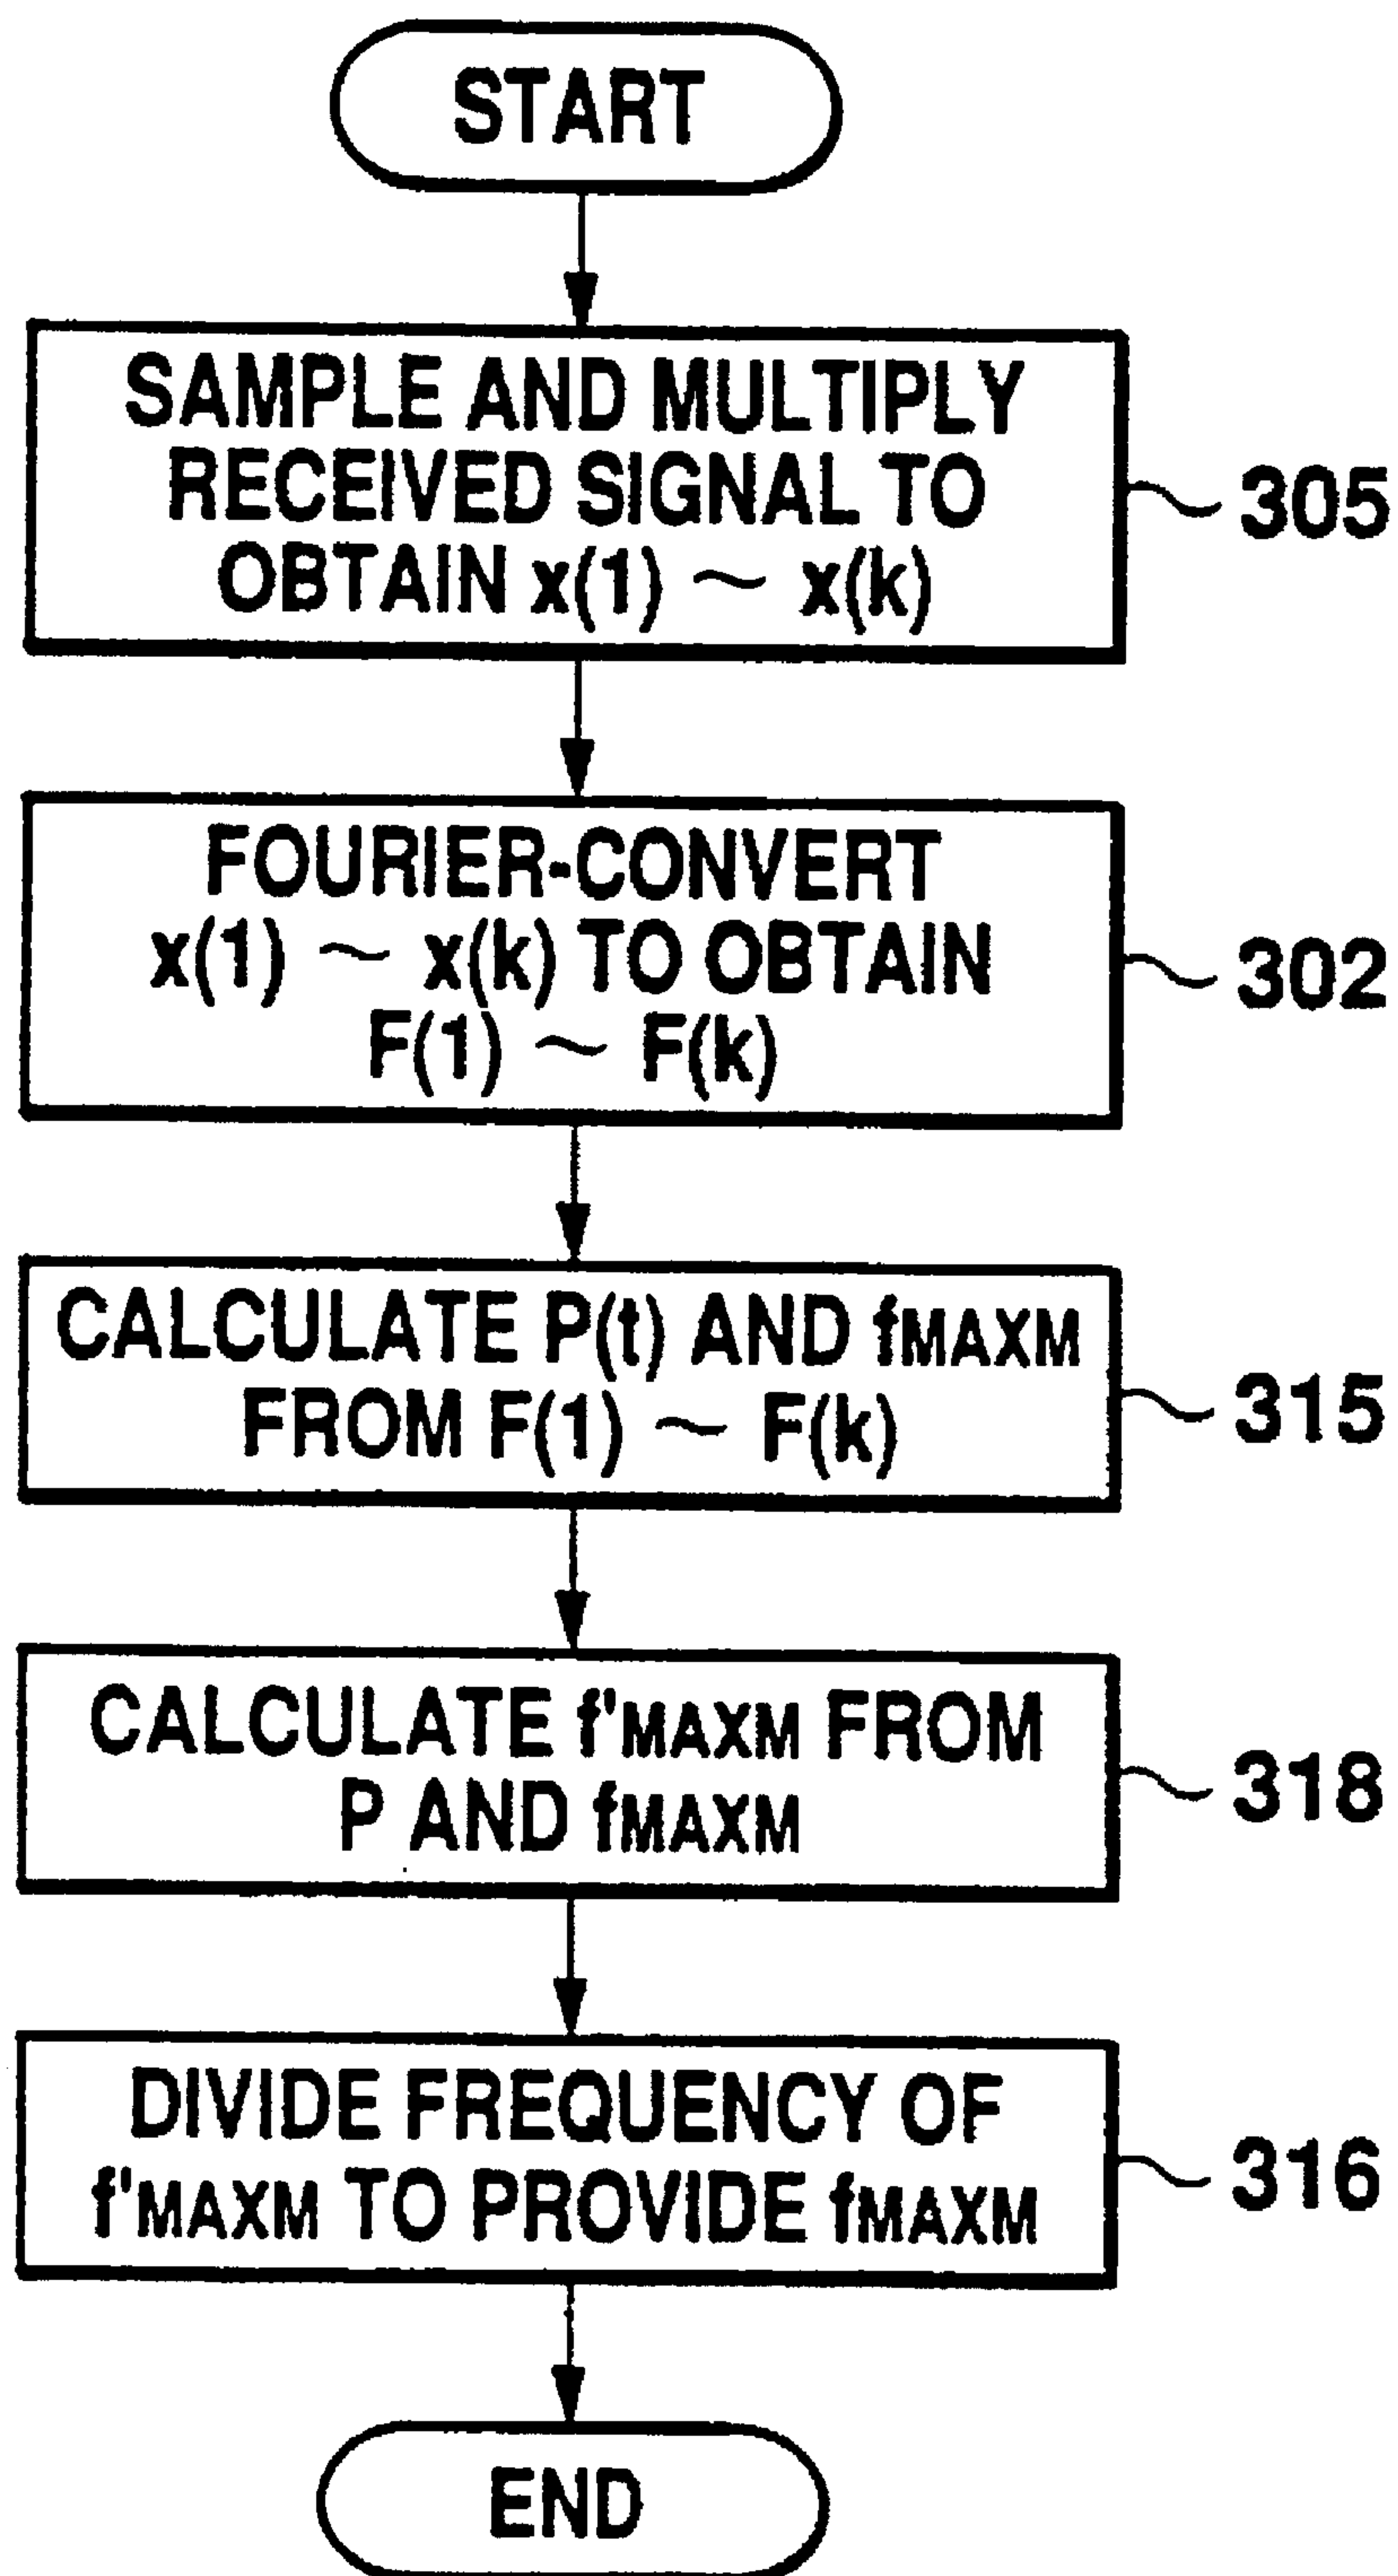 START
SAMPLE AND MULTIPLY
RECEIVED SIGNAL TO
OBTAIN x(1) ~ x(k)
305
FOURIER-CONVERT
x(1) ~ x(k) TO OBTAIN
F(1) ~ F(k)
302
CALCULATE P(t) AND fMAXM
FROM F(1) ~ F(k)
315
CALCULATE f'MAXM FROM
P AND fMAXM
318
DIVIDE FREQUENCY OF
f'MAXM TO PROVIDE fMAXM
316
END